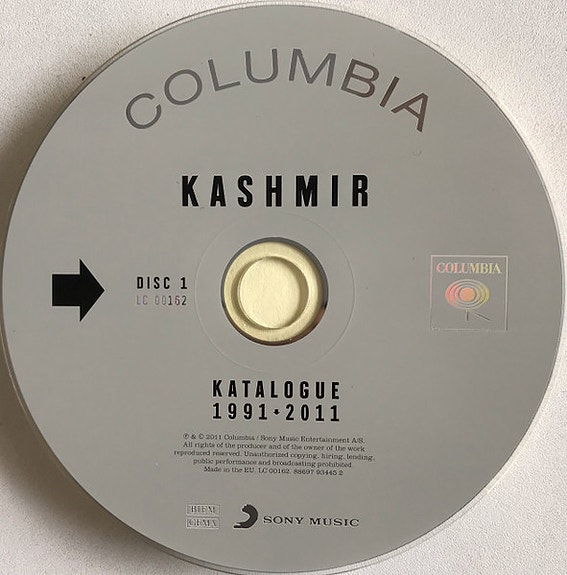 COLUMBIA
KASHMIR
DISC 1
LC 00162
COLUMBIA
KATALOGUE
1991+2011
℗ & © 2011 Columbia / Sony Music Entertainment A/S.
All rights of the producer and of the owner of the work
reproduced reserved. Unauthorized copying, hiring, lending,
public performance and broadcasting prohibited.
Made in the EU. LC 00162. 88697 93445 2
BIEM
GEMA
SONY MUSIC